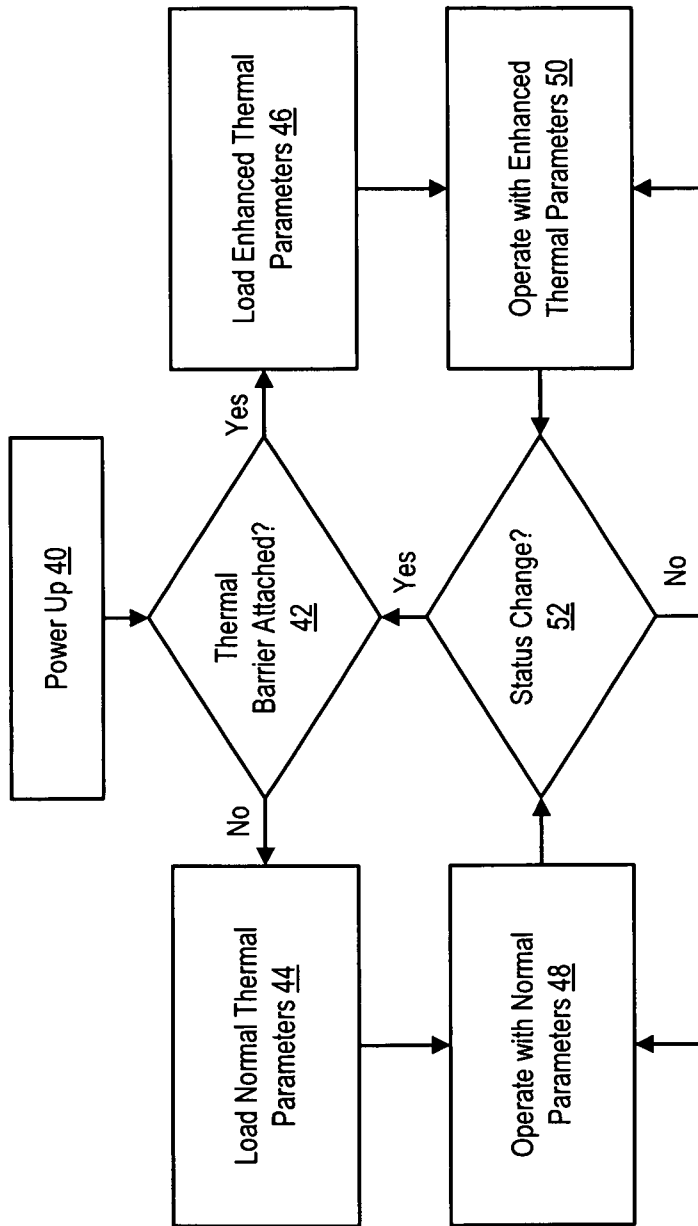 Power Up 40
Thermal
Barrier Attached?
42
Yes
No
Load Enhanced Thermal
Parameters 46
Load Normal Thermal
Parameters 44
Operate with Enhanced
Thermal Parameters 50
Operate with Normal
Parameters 48
Status Change?
52
Yes
No